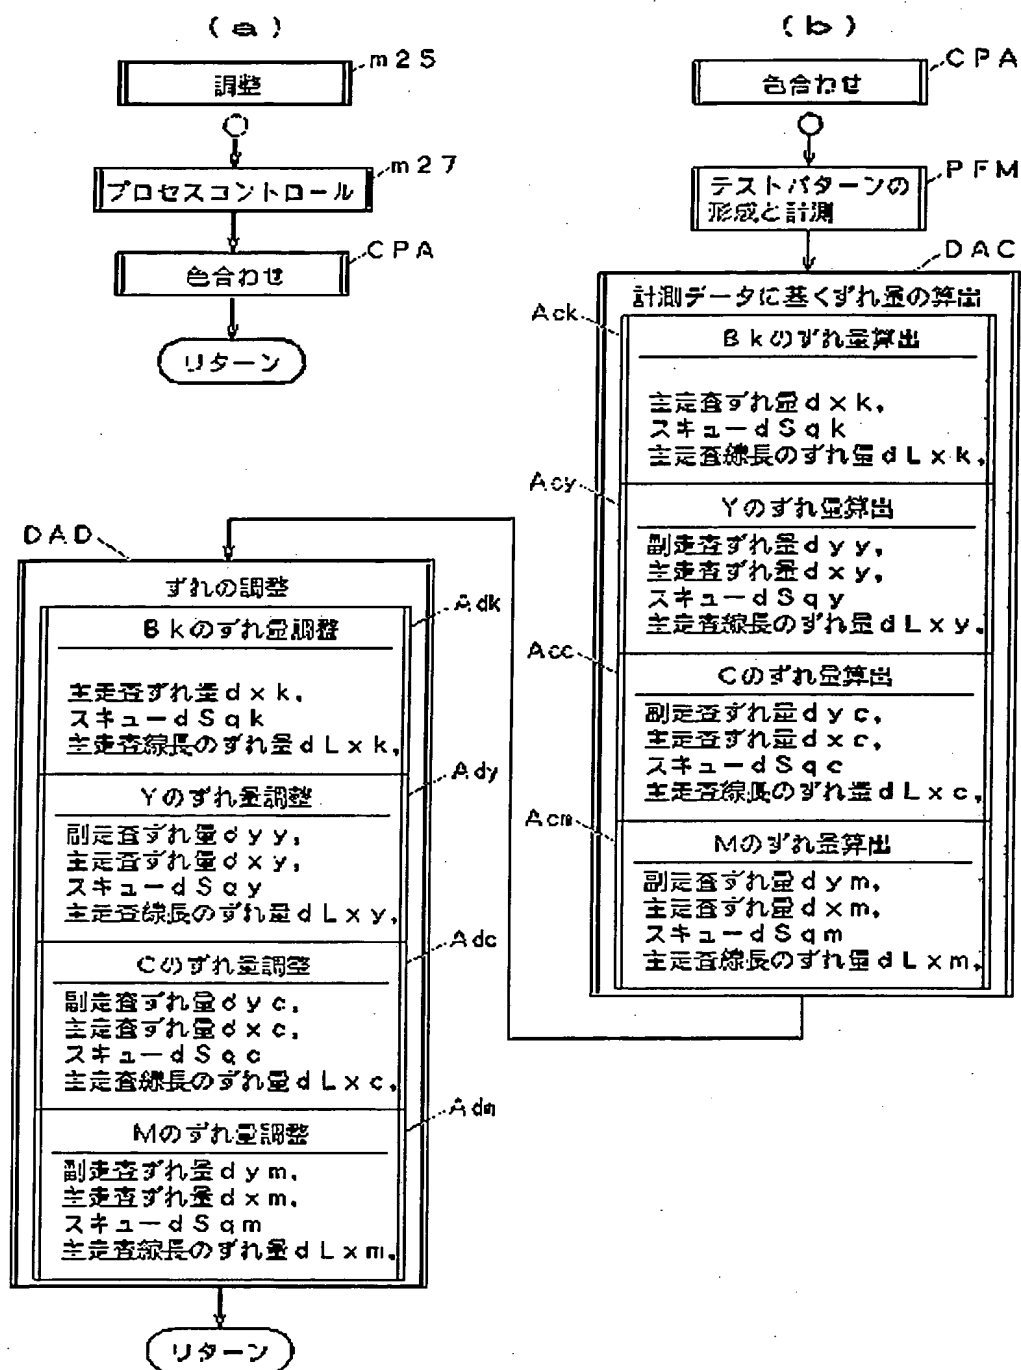 (a)
m25
調整
m27
プロセスコントロール
CPA
色合わせ
リターン
(b)
CPA
色合わせ
PFM
テストパターンの
形成と計測
DAC
計測データに基くずれ量の算出
Ack
Bkのずれ量算出
主走査ずれ量dxk,
スキューdSqk
主走査線長のずれ量dLxk,
Acy
Yのずれ量算出
副走査ずれ量dyy,
主走査ずれ量dxy,
スキューdSqy
主走査線長のずれ量dLxy,
Acc
Cのずれ量算出
副走査ずれ量dyc,
主走査ずれ量dxc,
スキューdSqc
主走査線長のずれ量dLxc,
Acm
Mのずれ量算出
副走査ずれ量dym,
主走査ずれ量dxm,
スキューdSqm
主走査線長のずれ量dLxm,
DAD
ずれの調整
Adk
Bkのずれ量調整
主走査ずれ量dxk,
スキューdSqk
主走査線長のずれ量dLxk,
Ady
Yのずれ量調整
副走査ずれ量dyy,
主走査ずれ量dxy,
スキューdSqy
主走査線長のずれ量dLxy,
Adc
Cのずれ量調整
副走査ずれ量dyc,
主走査ずれ量dxc,
スキューdSqc
主走査線長のずれ量dLxc,
Adm
Mのずれ量調整
副走査ずれ量dym,
主走査ずれ量dxm,
スキューdSqm
主走査線長のずれ量dLxm,
リターン